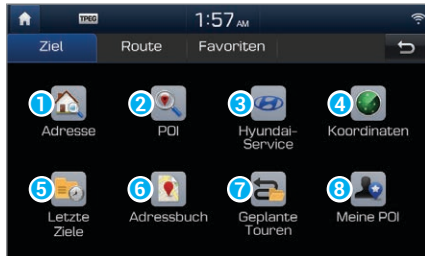 TPEG 1:57 AM
Ziel Route Favoriten
1 2 3 4
Adresse POI Hyundai-
Service Koordinaten
5 6 7 8
Letzte
Ziele Adressbuch Geplante
Touren Meine POI